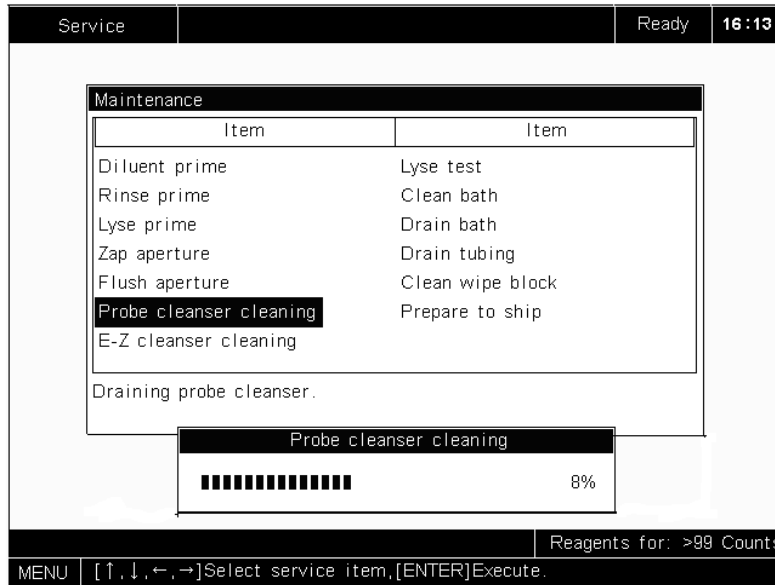 Service Ready 16:13
Maintenance
Item Item
Diluent prime Lyse test
Rinse prime Clean bath
Lyse prime Drain bath
Zap aperture Drain tubing
Flush aperture Clean wipe block
Probe cleanser cleaning Prepare to ship
E-Z cleanser cleaning
Draining probe cleanser.
Probe cleanser cleaning
8%
Reagents for: >99 Counts
MENU [↑,↓,←,→]Select service item,[ENTER]Execute.